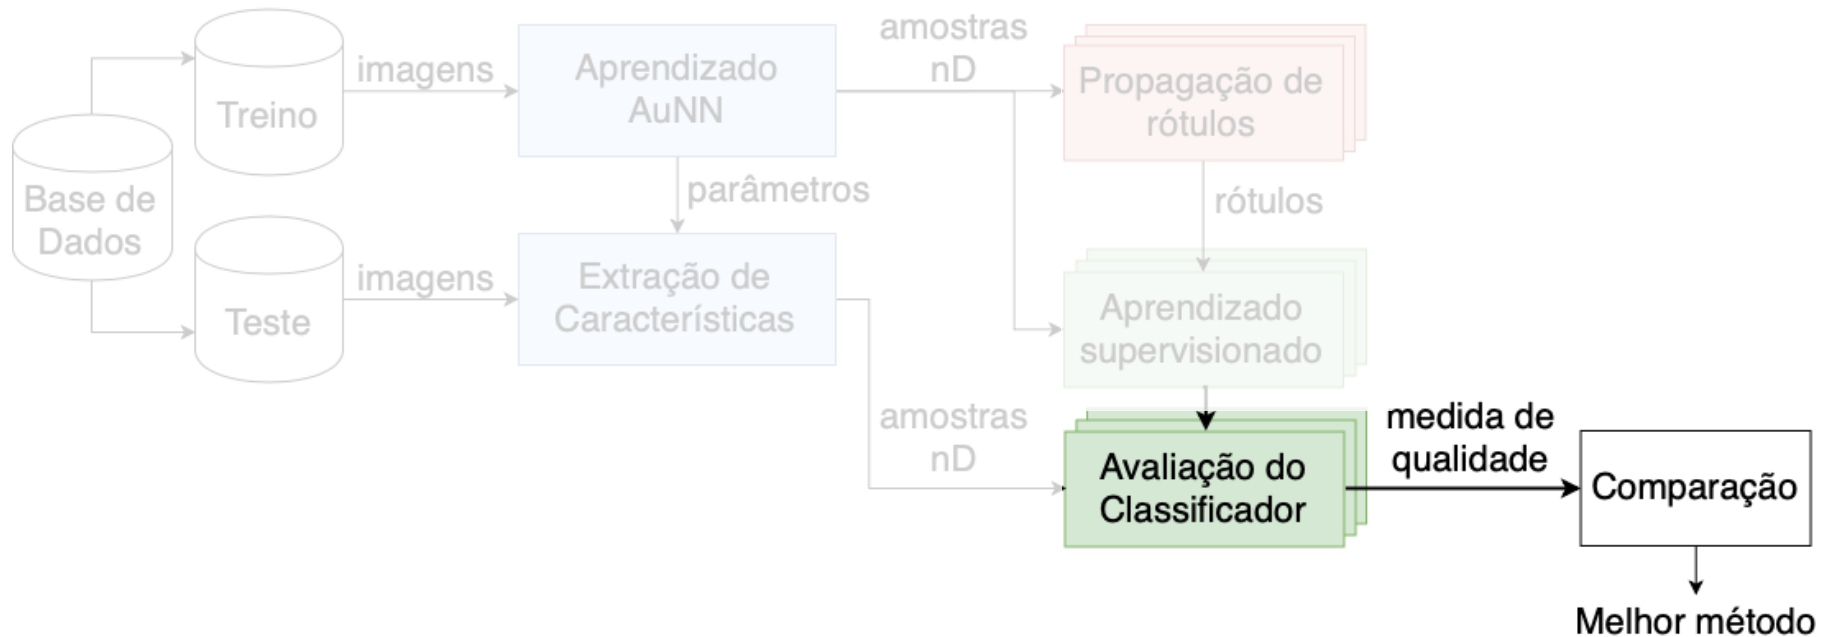 Base de
Dados
Treino
Teste
imagens
imagens
Aprendizado
AuNN
parâmetros
Extração de
Características
amostras
nD
Propagação de
rótulos
rótulos
Aprendizado
supervisionado
amostras
nD
Avaliação do
Classificador
medida de
qualidade
Comparação
Melhor método